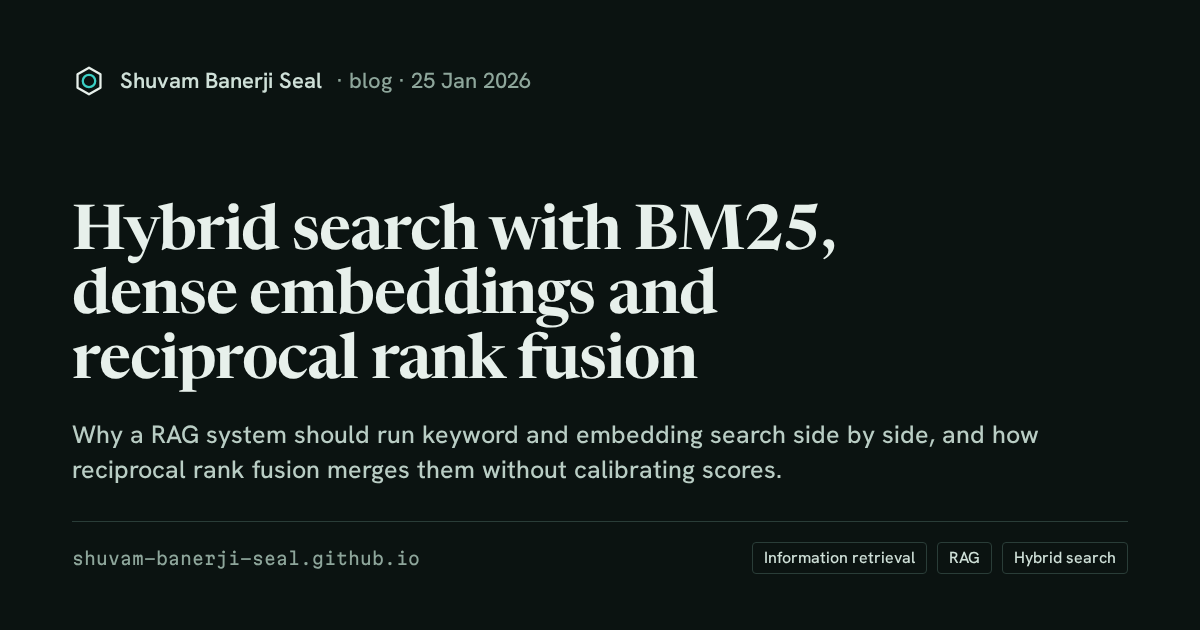 Shuvam Banerji Seal · blog · 25 Jan 2026
Hybrid search with BM25,
dense embeddings and
reciprocal rank fusion
Why a RAG system should run keyword and embedding search side by side, and how
reciprocal rank fusion merges them without calibrating scores.
shuvam-banerji-seal.github.io
Information retrieval RAG Hybrid search